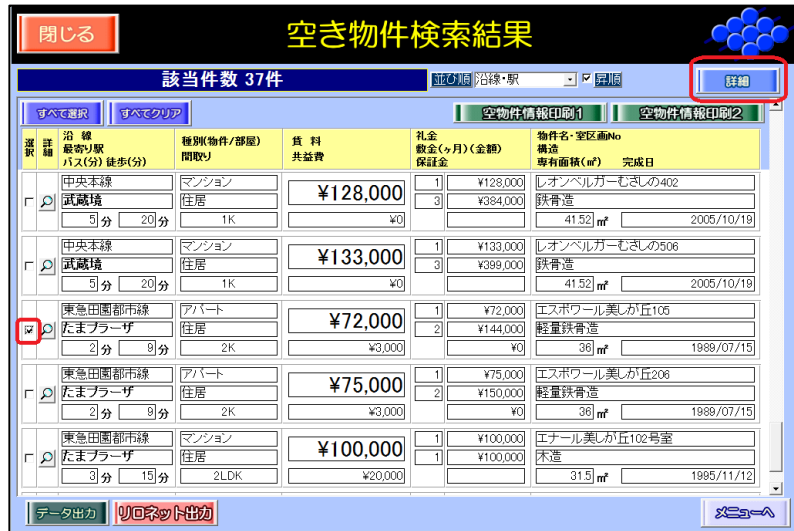 閉じる 空き物件検索結果
該当件数 37件 並び順 沿線・駅 昇順 詳細
すべて選択 すべてクリア 空物件情報印刷1 空物件情報印刷2
選択 詳細 沿 線 種別(物件/部屋) 賃 料 礼金 物件名・室区画No
最寄り駅 間取り 共益費 敷金(ヶ月)(金額) 構造
バス(分) 徒歩(分) 保証金 専有面積(㎡) 完成日
中央本線 マンション ¥128,000 1 ¥128,000 レオンベルガーむさしの402
武蔵境 住居 3 ¥384,000 鉄骨造
5 分 20 分 1K ¥0 41.52 ㎡ 2005/10/19
中央本線 マンション ¥133,000 1 ¥133,000 レオンベルガーむさしの506
武蔵境 住居 3 ¥399,000 鉄骨造
5 分 20 分 1K ¥0 41.52 ㎡ 2005/10/19
東急田園都市線 アパート ¥72,000 1 ¥72,000 エスポワール美しが丘105
たまプラーザ 住居 2 ¥144,000 軽量鉄骨造
2 分 9 分 2K ¥3,000 ¥0 36 ㎡ 1989/07/15
東急田園都市線 アパート ¥75,000 1 ¥75,000 エスポワール美しが丘206
たまプラーザ 住居 2 ¥150,000 軽量鉄骨造
2 分 9 分 2K ¥3,000 ¥0 36 ㎡ 1989/07/15
東急田園都市線 マンション ¥100,000 1 ¥100,000 エナール美しが丘102号室
たまプラーザ 住居 1 ¥100,000 木造
3 分 15 分 2LDK ¥20,000 31.5 ㎡ 1995/11/12
データ出力 リロネット出力 メニューへ